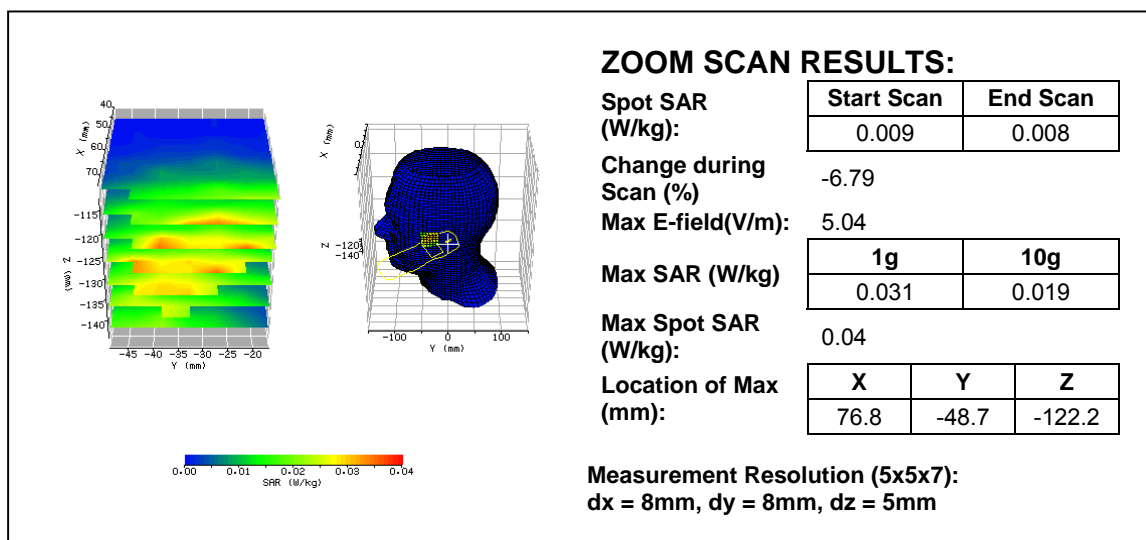 40
50
60
70
X (mm)
-115
-120
-125
-130
-135
-140
Z (mm)
-45 -40 -35 -30 -25 -20
Y (mm)
X (mm)
0
Z -120
-140
-100 0 100
Y (mm)
0.00 0.01 0.02 0.03 0.04
SAR (W/kg)
ZOOM SCAN RESULTS:
Spot SAR
(W/kg):
Start Scan End Scan
0.009 0.008
Change during
Scan (%)
-6.79
Max E-field(V/m): 5.04
Max SAR (W/kg)
1g 10g
0.031 0.019
Max Spot SAR
(W/kg):
0.04
Location of Max
(mm):
X Y Z
76.8 -48.7 -122.2
Measurement Resolution (5x5x7):
dx = 8mm, dy = 8mm, dz = 5mm